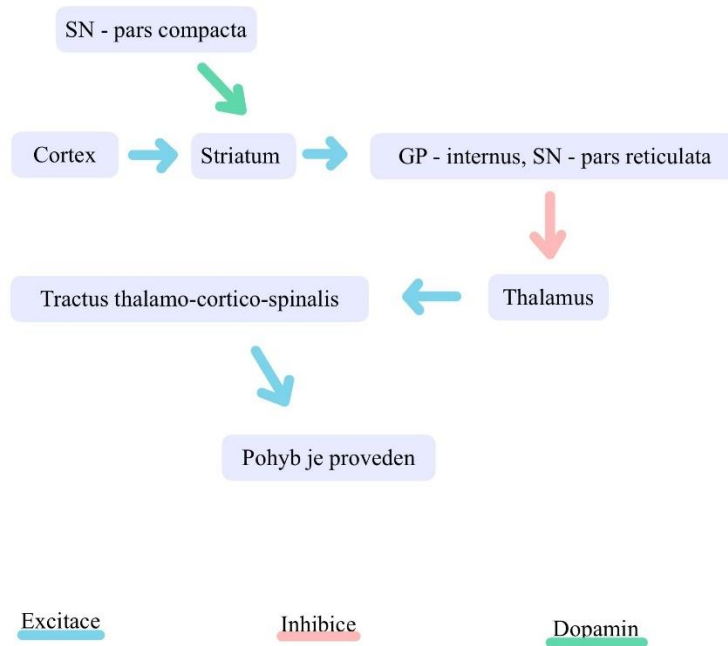 SN - pars compacta
Cortex
Striatum
GP - internus, SN - pars reticulata
Tractus thalamo-cortico-spinalis
Thalamus
Pohyb je proveden
Excitace
Inhibice
Dopamin